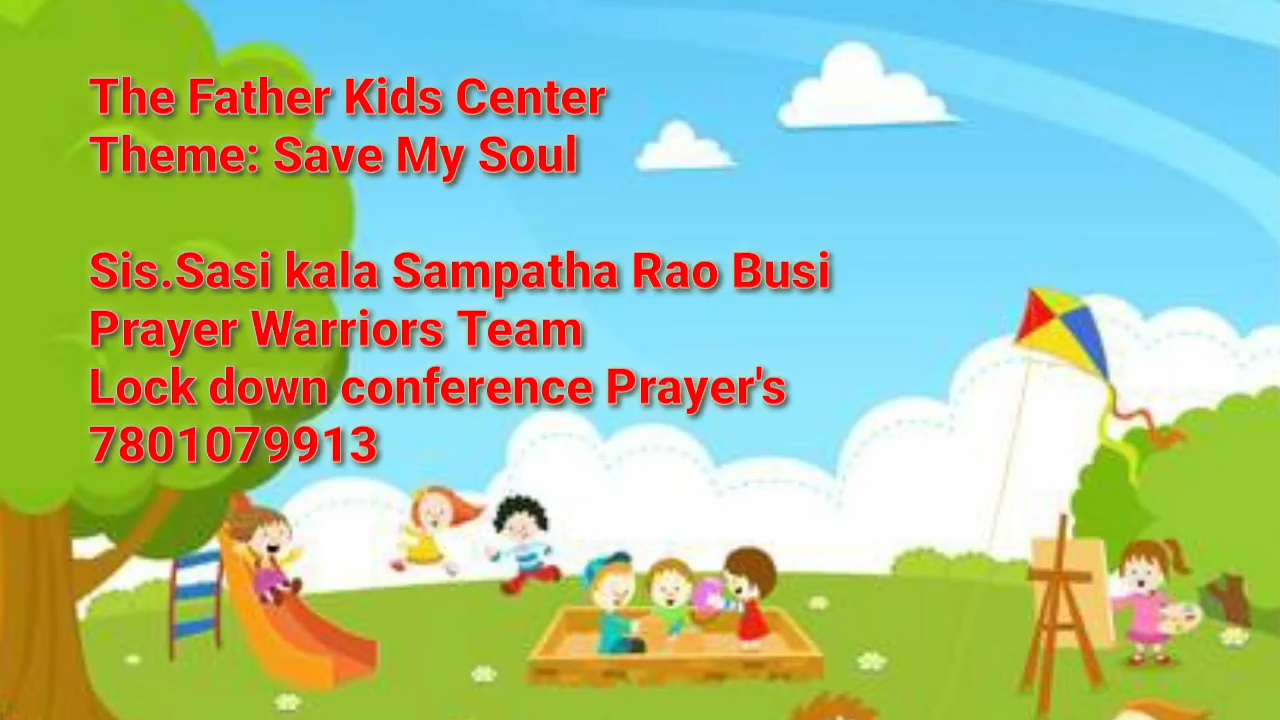 The Father Kids Center
Theme: Save My Soul
Sis.Sasi kala Sampatha Rao Busi
Prayer Warriors Team
Lock down conference Prayer's
7801079913